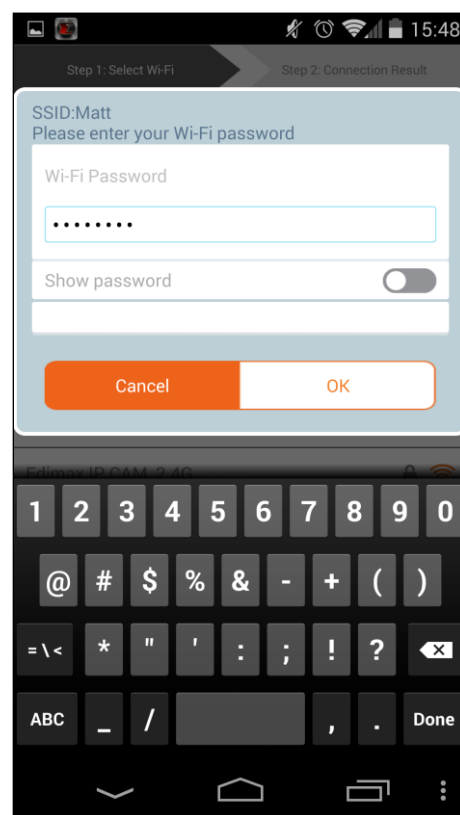 15:48
Step 1: Select Wi-Fi Step 2: Connection Result
SSID:Matt
Please enter your Wi-Fi password
Wi-Fi Password
••••••••
Show password
Cancel OK
Edimax IP CAM 2.4G
1 2 3 4 5 6 7 8 9 0
@ # $ % & - + ( )
= \ < * " ' : ; ! ?
ABC _ / , . Done